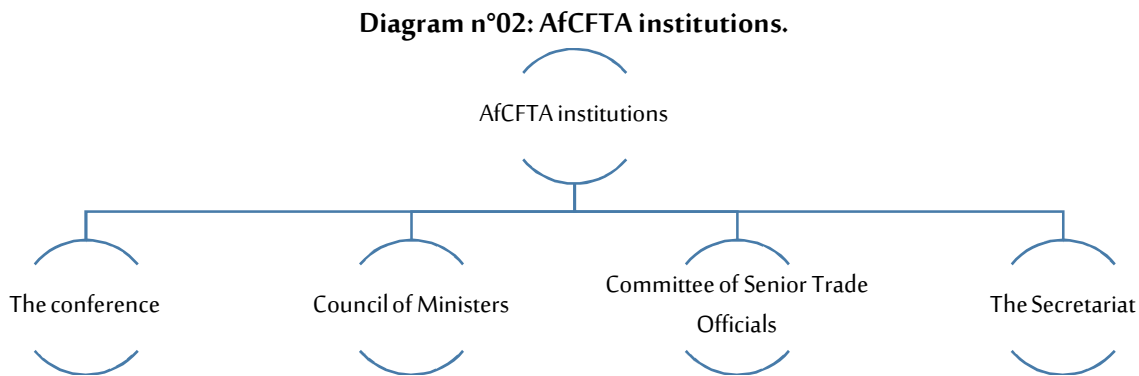 Diagram n°02: AfCFTA institutions.
AfCFTA institutions
The conference
Council of Ministers
Committee of Senior Trade
Officials
The Secretariat